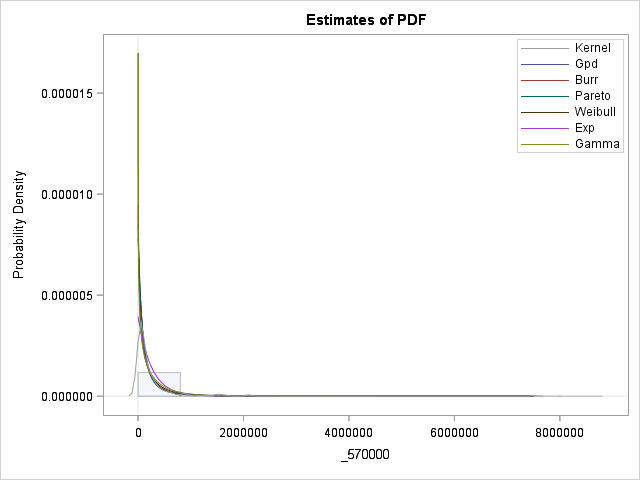 Estimates of PDF
Kernel
Gpd
Burr
Pareto
Weibull
Exp
Gamma
Probability Density
0.000015
0.000010
0.000005
0.000000
0 2000000 4000000 6000000 8000000
_570000